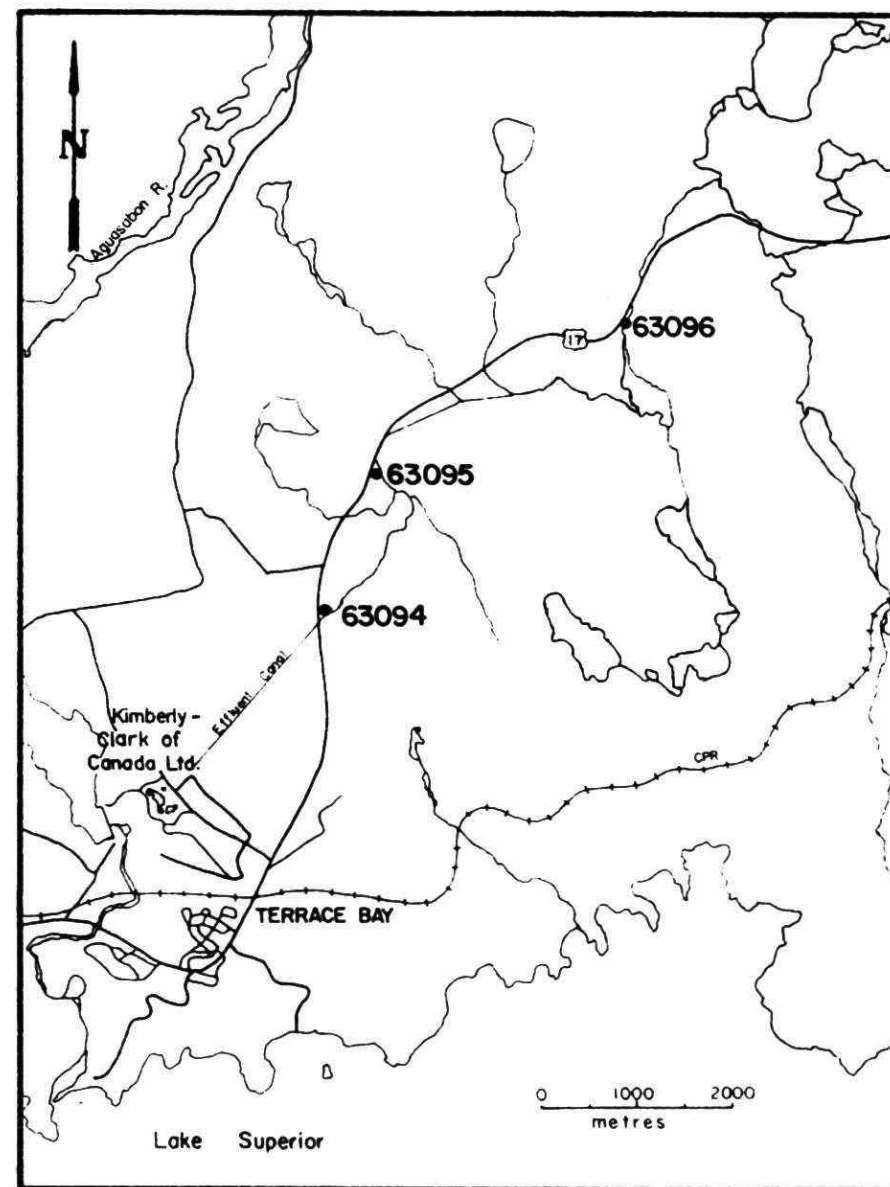 N
Aguasabon R.
17
63096
63095
63094
Effluent Canal
Kimberly-
Clark of
Canada Ltd.
CPR
TERRACE BAY
0 1000 2000
metres
Lake Superior